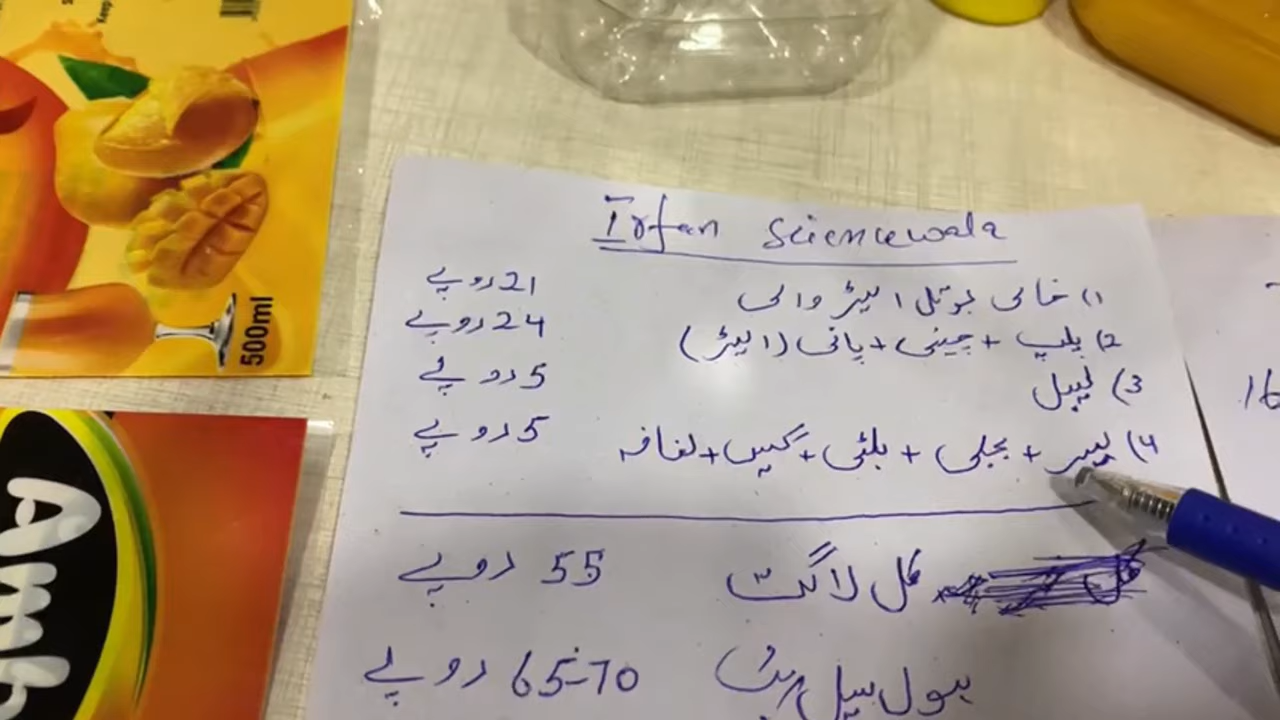 Irfan Sciencewala
1) خالی بوتل 1 لیٹر والی 21 روپے
2) پلپ + چینی + پانی (1 لیٹر) 24 روپے
3) لیبل 5 روپے
4) لیبر + بجلی + بلٹی + گیس + لفافہ 5 روپے
کل لاگت 55 روپے
ہول سیل ریٹ 65-70 روپے
500ml
Amb
16